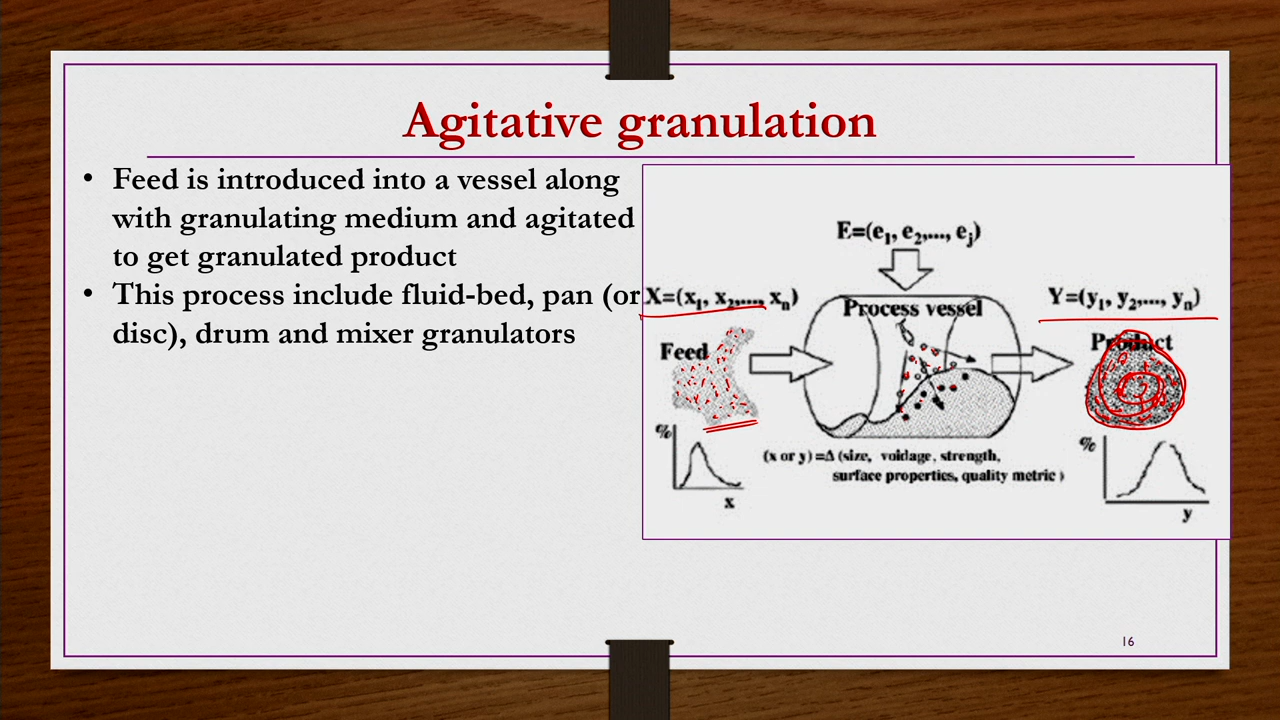 Agitative granulation
• Feed is introduced into a vessel along
with granulating medium and agitated
to get granulated product
• This process include fluid-bed, pan (or
disc), drum and mixer granulators
E=(e1, e2,..., ej)
X=(x1, x2,..., xn)
Process vessel
Y=(y1, y2,..., yn)
Feed
Product
%
(x or y)=Δ (size, voidage, strength,
surface properties, quality metric)
%
x
y
16